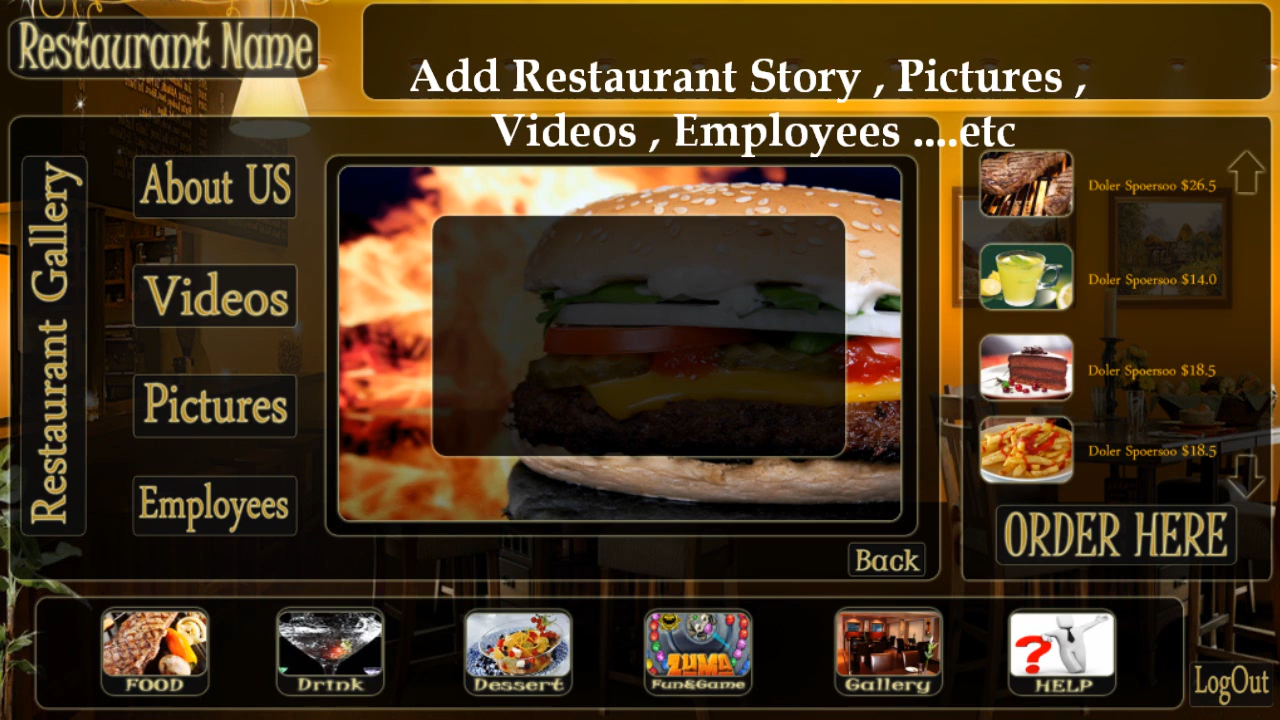 Restaurant Name
Add Restaurant Story , Pictures ,
Videos , Employees ....etc
Restaurant Gallery
About US
Videos
Pictures
Employees
Back
Doler Spoersoo $26.5
Doler Spoersoo $14.0
Doler Spoersoo $18.5
Doler Spoersoo $18.5
ORDER HERE
FOOD
Drink
Dessert
ZUMA
Fun&Game
Gallery
?
HELP
LogOut